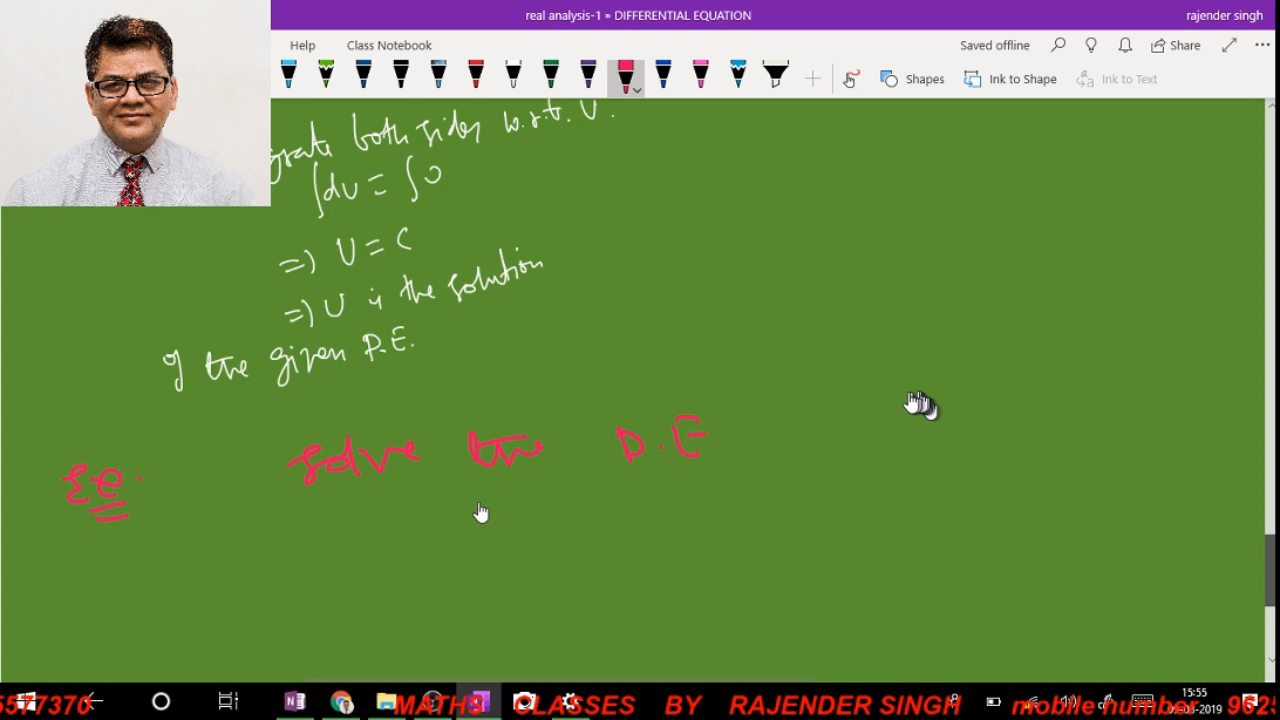 real analysis-1 » DIFFERENTIAL EQUATION
rajender singh
Help Class Notebook
Saved offline
Share
Shapes
Ink to Shape
Ink to Text
grate both sides w.r.t. U.
∫dU = ∫0
=> U = C
=> U is the solution
of the given D.E.
Solve the D.E
15:55
5577370
MATHS CLASSES BY RAJENDER SINGH
mobile number 9625